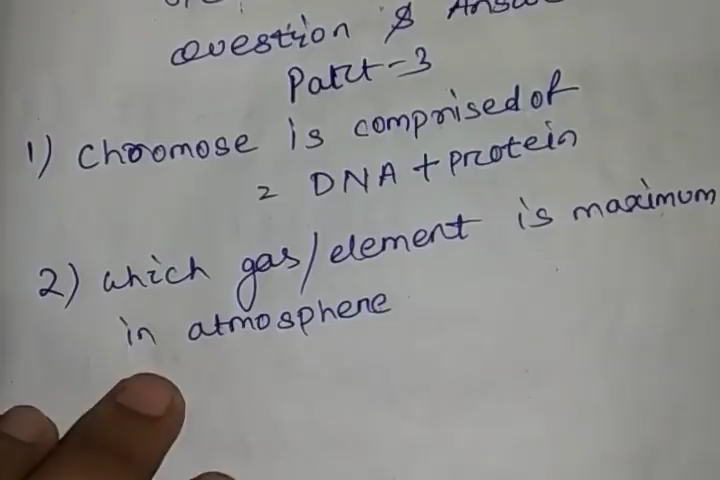 Question & Answ
Part-3
1) Chromose is comprised of
= DNA + protein
2) which gas/element is maximum
in atmosphere